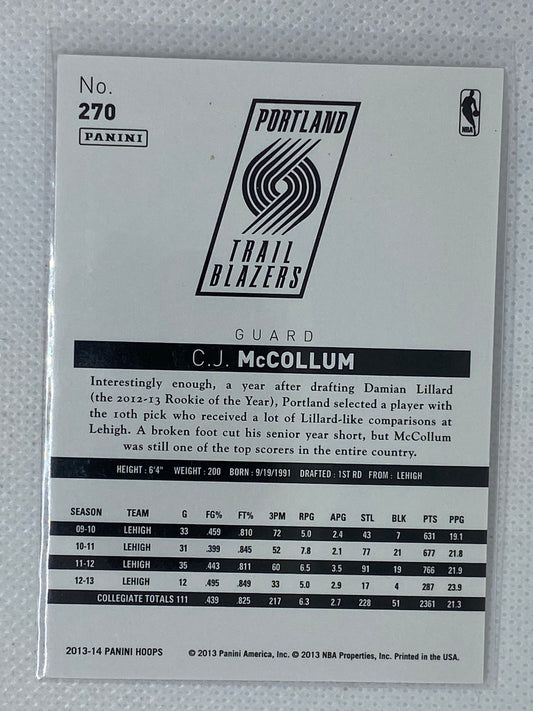 No.
270
PANINI
NBA
PORTLAND
TRAIL
BLAZERS
GUARD
C.J. McCOLLUM
Interestingly enough, a year after drafting Damian Lillard
(the 2012-13 Rookie of the Year), Portland selected a player with
the 10th pick who received a lot of Lillard-like comparisons at
Lehigh. A broken foot cut his senior year short, but McCollum
was still one of the top scorers in the entire country.
HEIGHT : 6'4" WEIGHT : 200 BORN : 9/19/1991 DRAFTED : 1ST RD FROM : LEHIGH
SEASON TEAM G FG% FT% 3PM RPG APG STL BLK PTS PPG
09-10 LEHIGH 33 .459 .810 72 5.0 2.4 43 7 631 19.1
10-11 LEHIGH 31 .399 .845 52 7.8 2.1 77 21 677 21.8
11-12 LEHIGH 35 .443 .811 60 6.5 3.5 91 19 766 21.9
12-13 LEHIGH 12 .495 .849 33 5.0 2.9 17 4 287 23.9
COLLEGIATE TOTALS 111 .439 .825 217 6.3 2.7 228 51 2361 21.3
2013-14 PANINI HOOPS © 2013 Panini America, Inc. © 2013 NBA Properties, Inc. Printed in the USA.